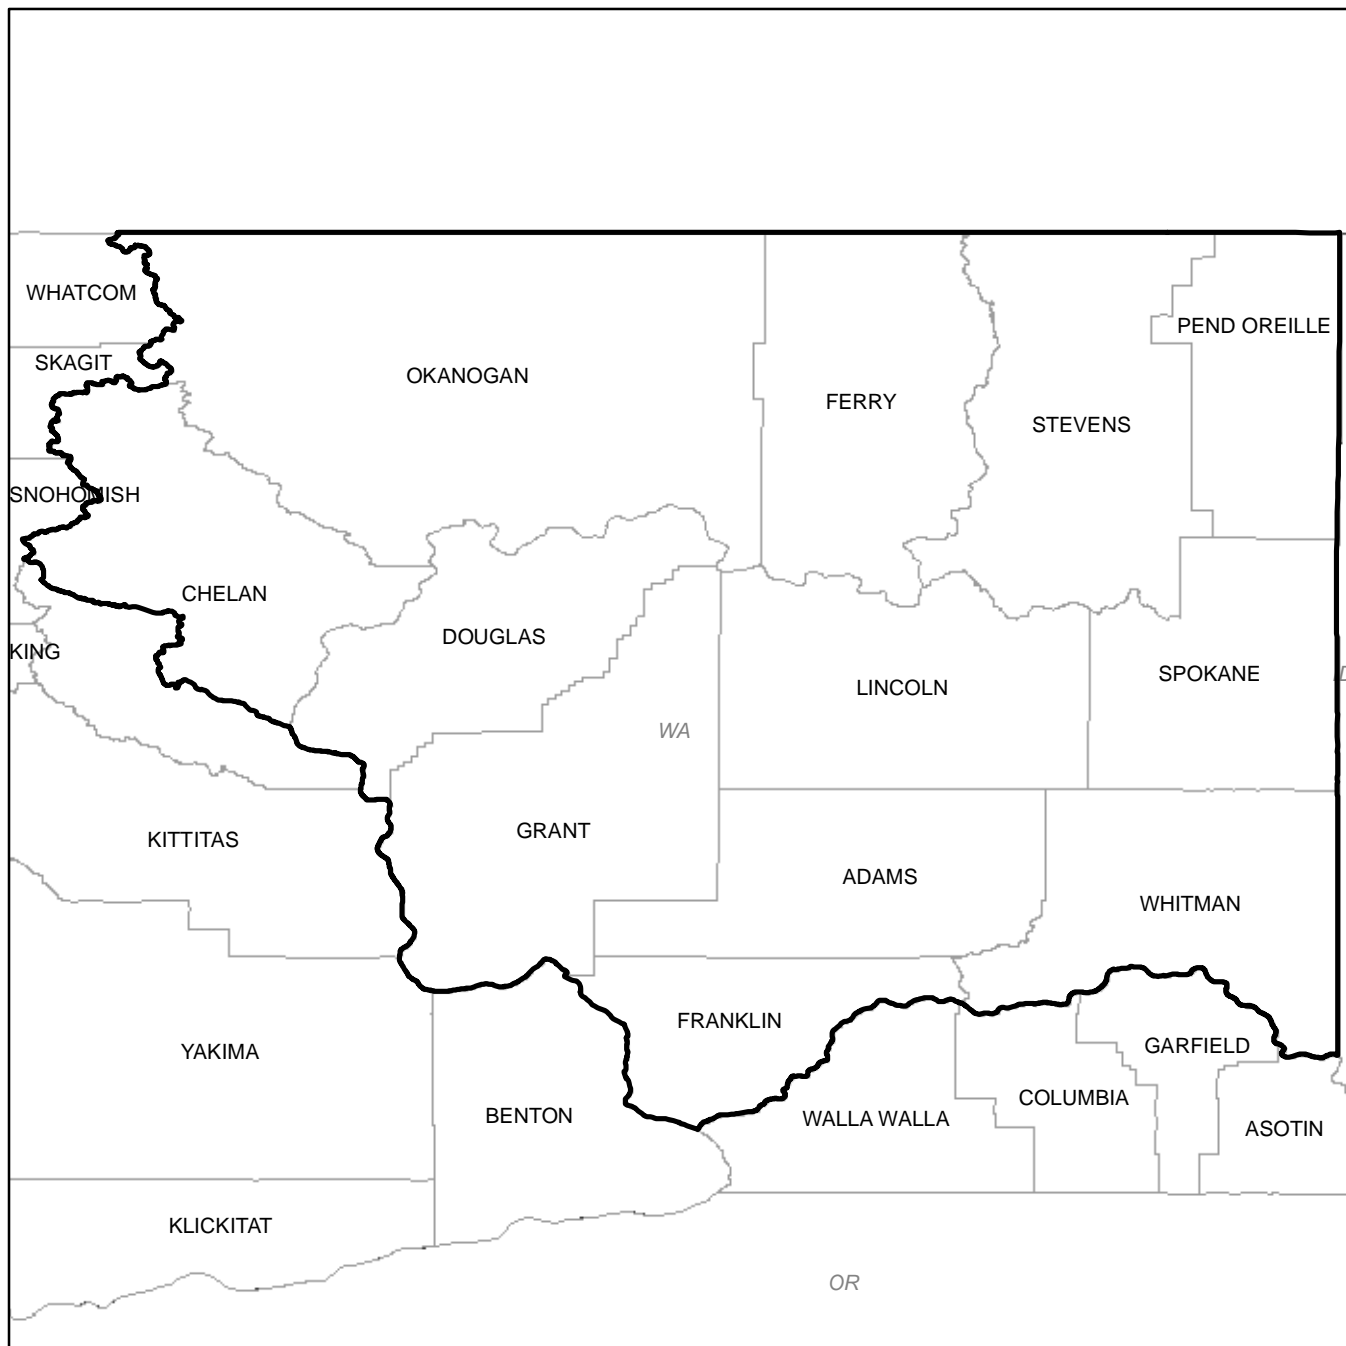 WHATCOM
PEND OREILLE
SKAGIT
OKANOGAN
FERRY
STEVENS
SNOHOMISH
CHELAN
DOUGLAS
KING
SPOKANE
LINCOLN
WA
GRANT
KITTITAS
ADAMS
WHITMAN
FRANKLIN
GARFIELD
YAKIMA
COLUMBIA
BENTON
WALLA WALLA
ASOTIN
KLICKITAT
OR